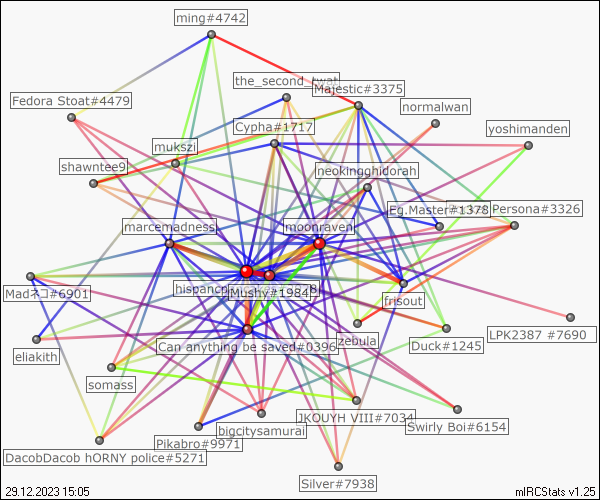 ming#4742
the_second_twat
Majestic#3375
Fedora Stoat#4479
normalwan
Cypha#1717
yoshimanden
mukszi
shawntee9
neokingghidorah
Eg.Master#1378
Persona#3326
marcemadness
moonraven
hispanc
Mushy#1984
8)
Madネコ#6901
frisout
LPK2387 #7690
zebula
Can anything be saved#0396
Duck#1245
eliakith
somass
JKOUYH VIII#7034
Swirly Boi#6154
bigcitysamurai
Pikabro#9971
DacobDacob hORNY police#5271
Silver#7938
29.12.2023 15:05
mIRCStats v1.25